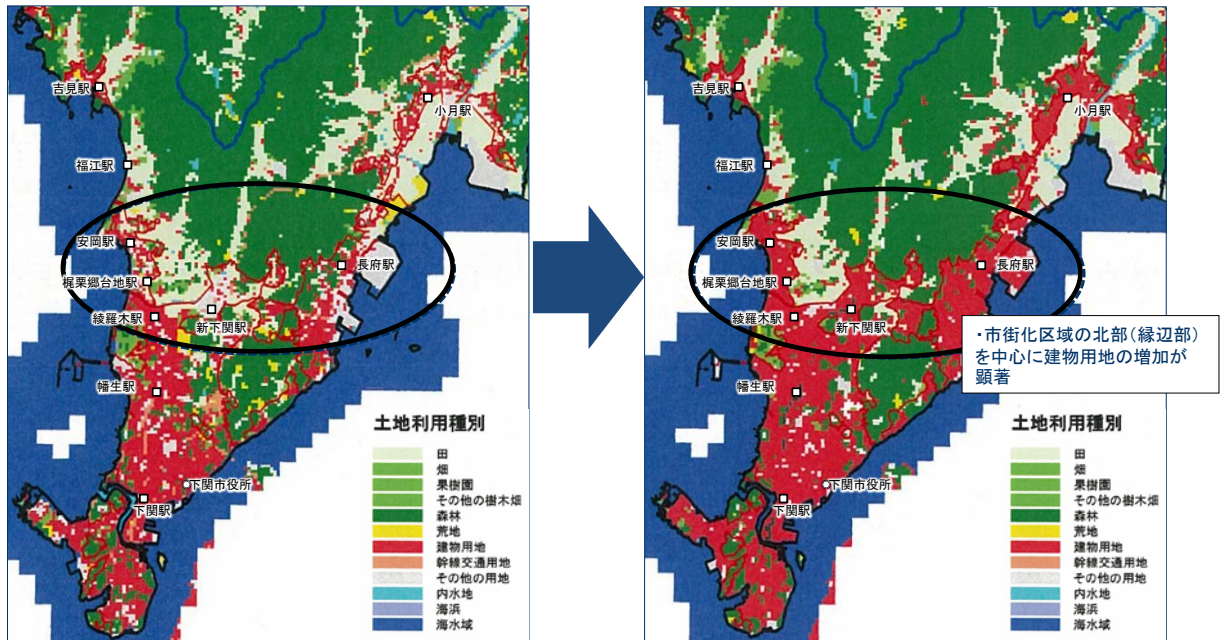 吉見駅
小月駅
福江駅
安岡駅
長府駅
梶栗郷台地駅
綾羅木駅
新下関駅
幡生駅
下関市役所
下関駅
土地利用種別
田
畑
果樹園
その他の樹木畑
森林
荒地
建物用地
幹線交通用地
その他の用地
内水地
海浜
海水域
吉見駅
小月駅
福江駅
安岡駅
長府駅
梶栗郷台地駅
綾羅木駅
新下関駅
・市街化区域の北部(縁辺部)
を中心に建物用地の増加が
顕著
幡生駅
下関市役所
下関駅
土地利用種別
田
畑
果樹園
その他の樹木畑
森林
荒地
建物用地
幹線交通用地
その他の用地
内水地
海浜
海水域